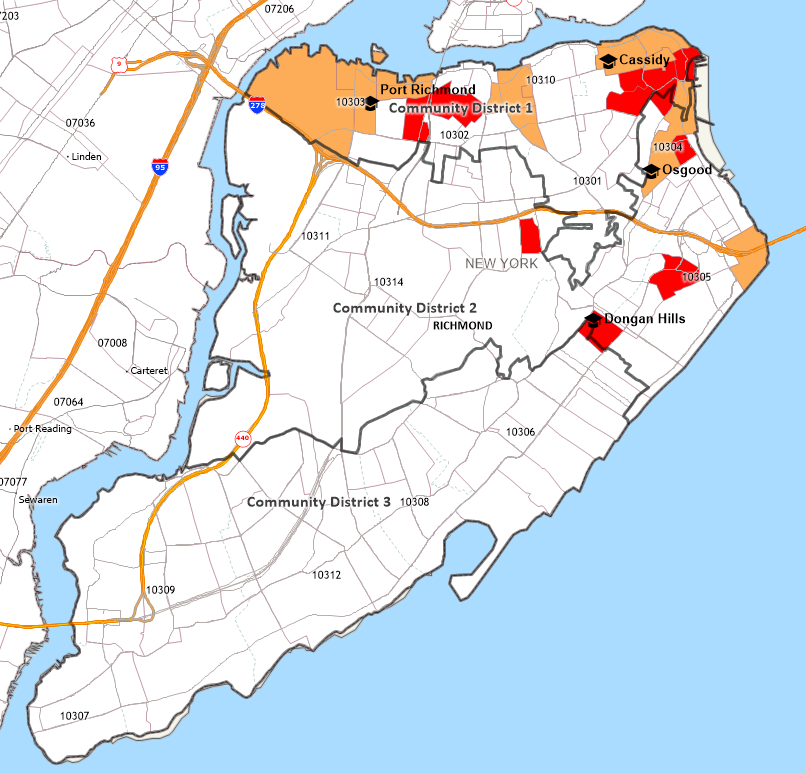 07206
7203
9
Cassidy
10310
Port Richmond
10303
278
Community District 1
07036
10302
10304
Linden
95
Osgood
10301
10311
NEW YORK
10314
10305
Community District 2
Dongan Hills
RICHMOND
07008
Carteret
07064
Port Reading
10306
440
07077
Sewaren
Community District 3
10308
10312
10309
10307